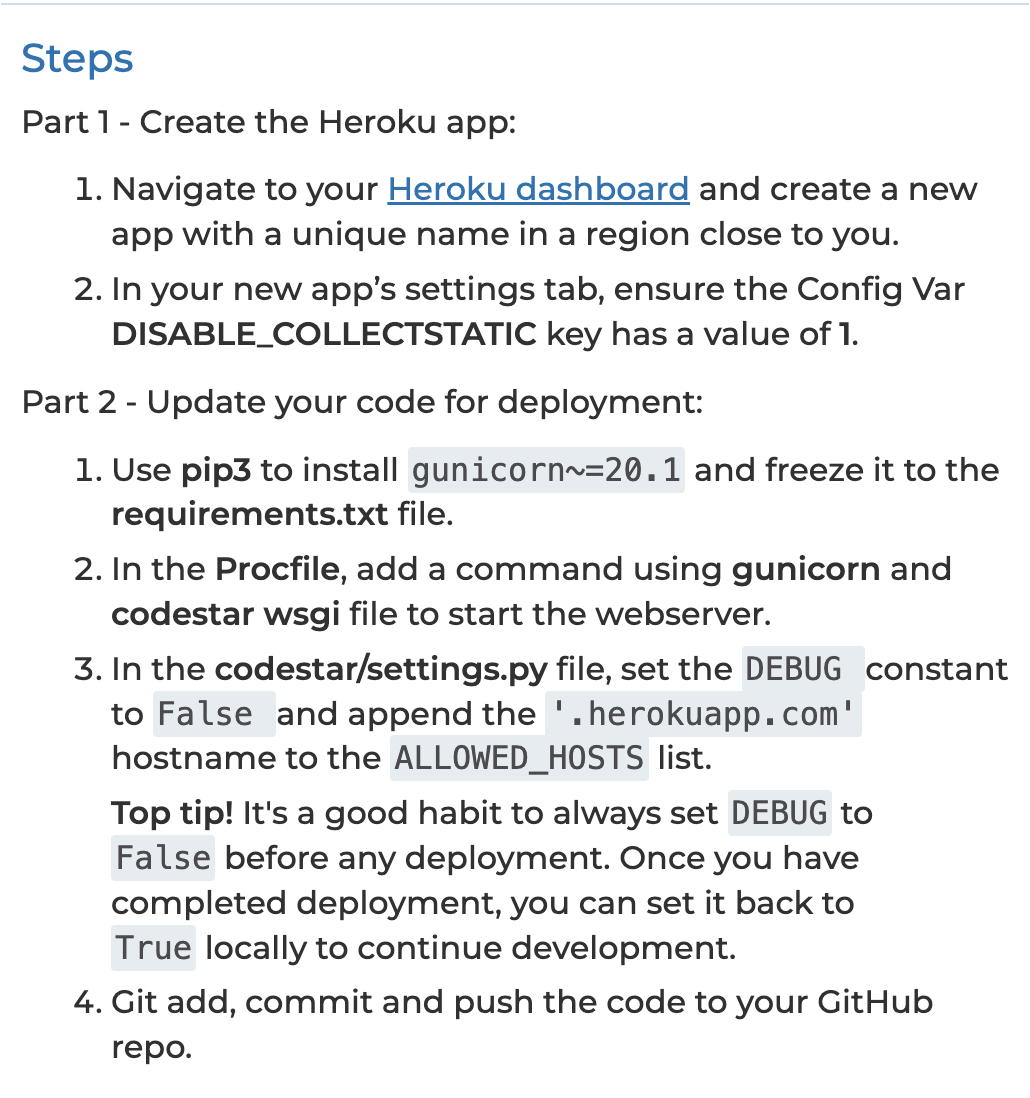 Steps
Part 1 - Create the Heroku app:
1. Navigate to your Heroku dashboard and create a new
app with a unique name in a region close to you.
2. In your new app’s settings tab, ensure the Config Var
DISABLE_COLLECTSTATIC key has a value of 1.
Part 2 - Update your code for deployment:
1. Use pip3 to install gunicorn~=20.1 and freeze it to the
requirements.txt file.
2. In the Procfile, add a command using gunicorn and
codestar wsgi file to start the webserver.
3. In the codestar/settings.py file, set the DEBUG constant
to False and append the '.herokuapp.com'
hostname to the ALLOWED_HOSTS list.
Top tip! It's a good habit to always set DEBUG to
False before any deployment. Once you have
completed deployment, you can set it back to
True locally to continue development.
4. Git add, commit and push the code to your GitHub
repo.